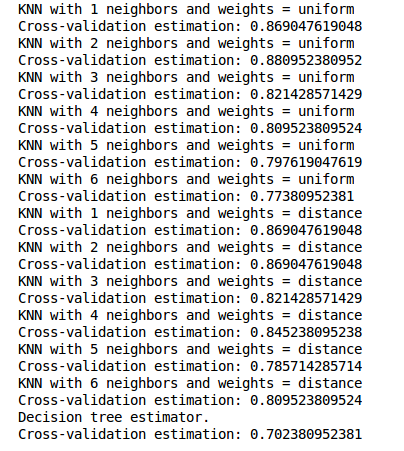 KNN with 1 neighbors and weights = uniform
Cross-validation estimation: 0.869047619048
KNN with 2 neighbors and weights = uniform
Cross-validation estimation: 0.880952380952
KNN with 3 neighbors and weights = uniform
Cross-validation estimation: 0.821428571429
KNN with 4 neighbors and weights = uniform
Cross-validation estimation: 0.809523809524
KNN with 5 neighbors and weights = uniform
Cross-validation estimation: 0.797619047619
KNN with 6 neighbors and weights = uniform
Cross-validation estimation: 0.77380952381
KNN with 1 neighbors and weights = distance
Cross-validation estimation: 0.869047619048
KNN with 2 neighbors and weights = distance
Cross-validation estimation: 0.869047619048
KNN with 3 neighbors and weights = distance
Cross-validation estimation: 0.821428571429
KNN with 4 neighbors and weights = distance
Cross-validation estimation: 0.845238095238
KNN with 5 neighbors and weights = distance
Cross-validation estimation: 0.785714285714
KNN with 6 neighbors and weights = distance
Cross-validation estimation: 0.809523809524
Decision tree estimator.
Cross-validation estimation: 0.702380952381